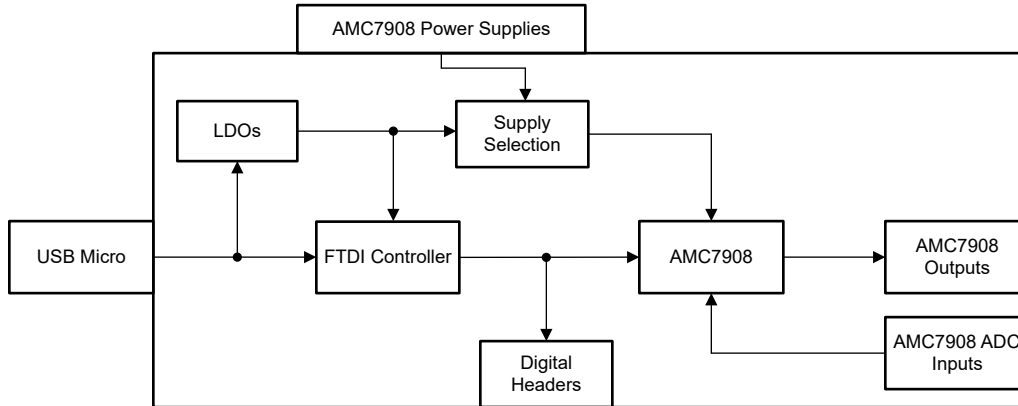 AMC7908 Power Supplies
LDOs
Supply
Selection
USB Micro
FTDI Controller
AMC7908
AMC7908
Outputs
Digital
Headers
AMC7908 ADC
Inputs